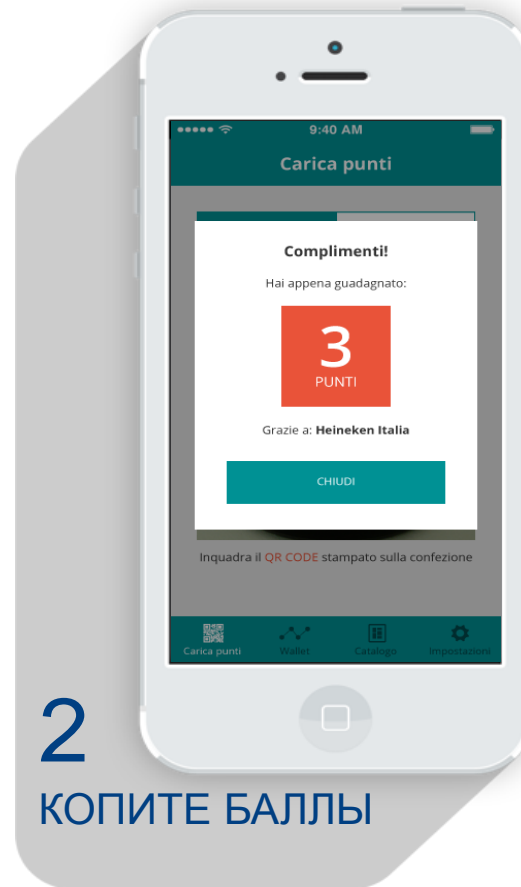 9:40 AM
Carica punti
Complimenti!
Hai appena guadagnato:
3
PUNTI
Grazie a: Heineken Italia
CHIUDI
Inquadra il QR CODE stampato sulla confezione
Carica punti Wallet Catalogo Impostazioni
2
КОПИТЕ БАЛЛЫ